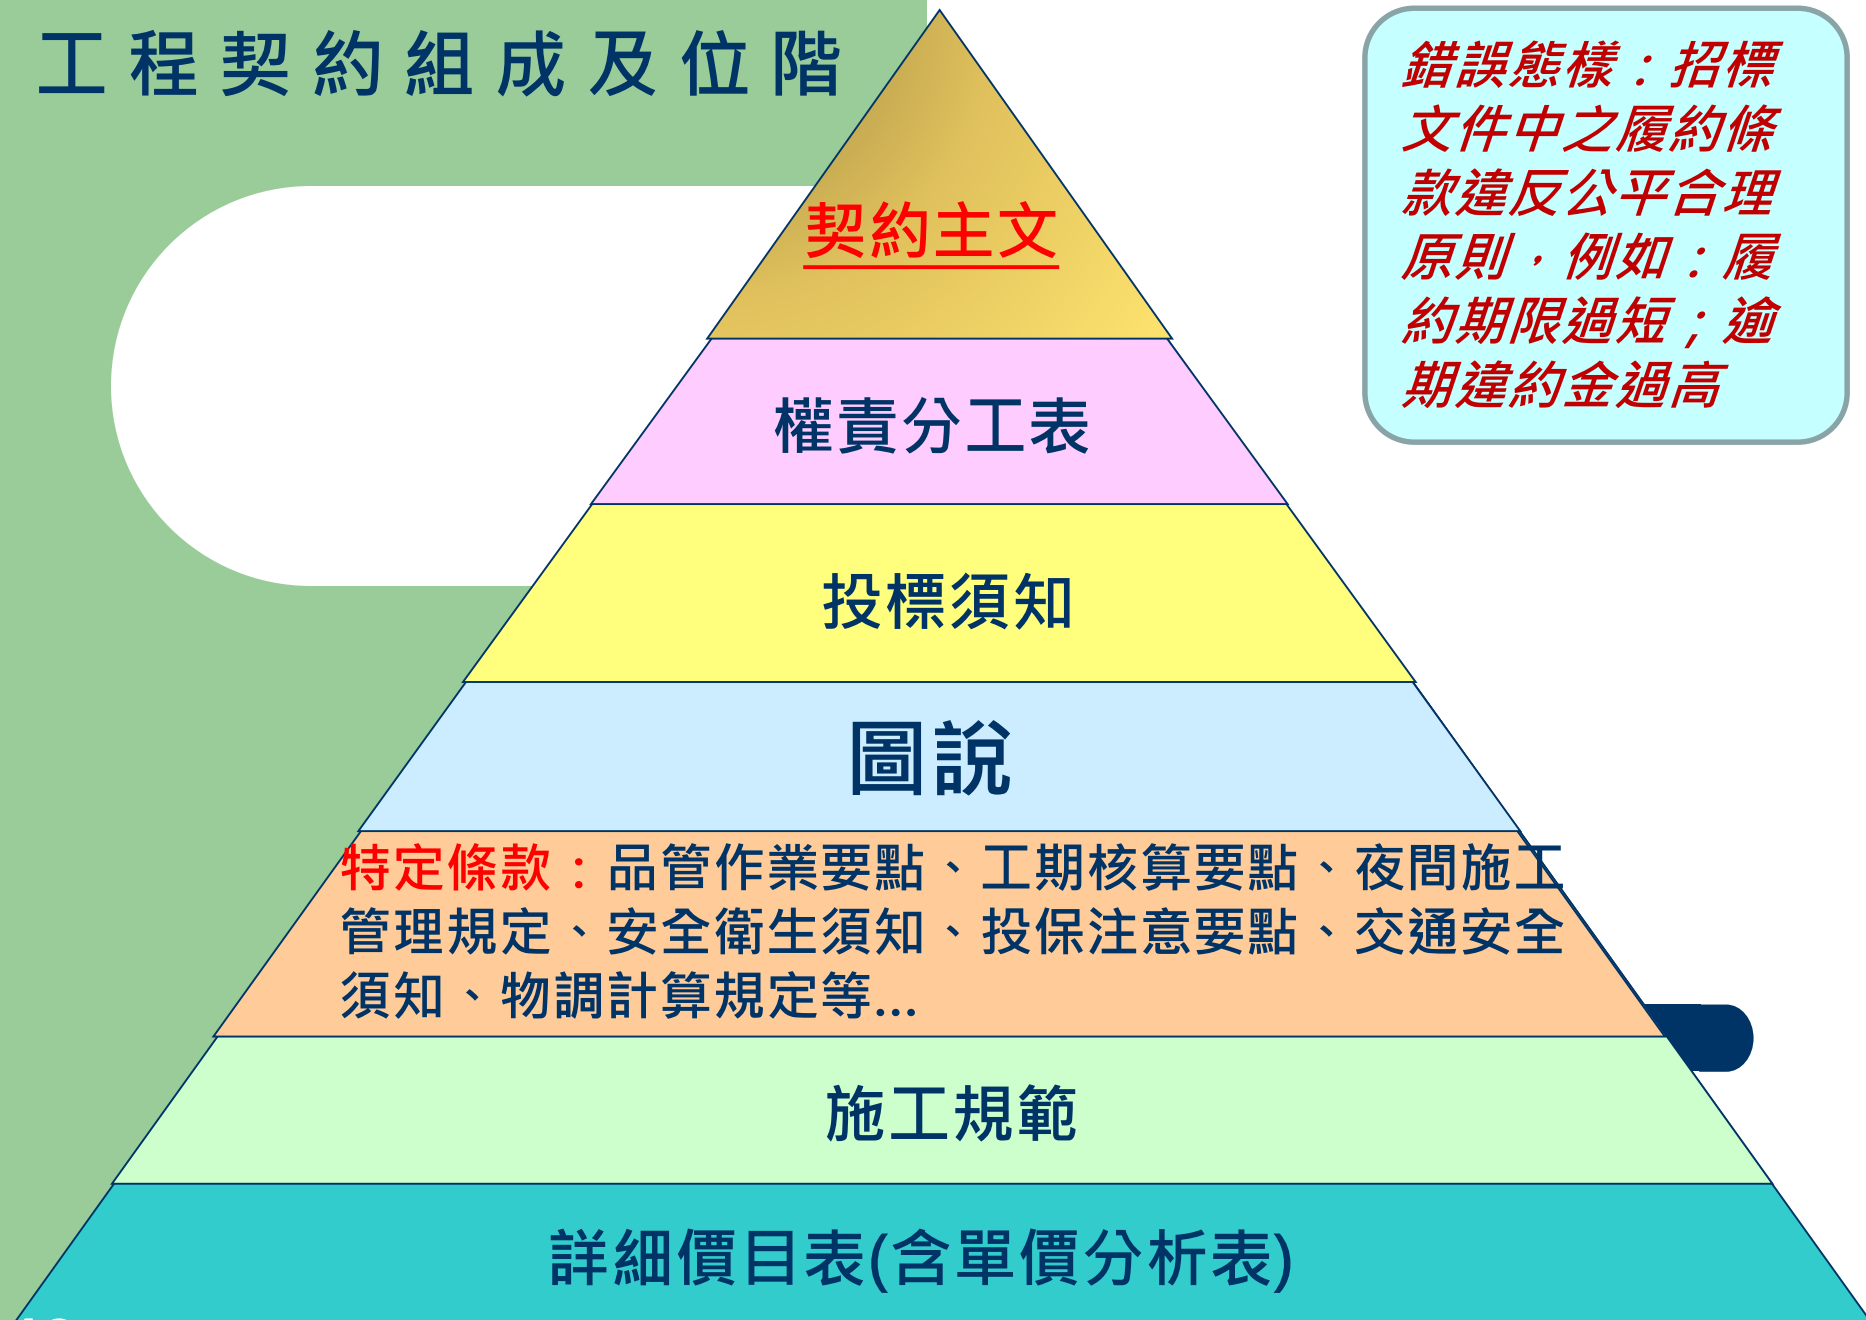 工程契約組成及位階
錯誤態樣：招標
文件中之履約條
款違反公平合理
原則，例如：履
約期限過短；逾
期違約金過高
契約主文
權責分工表
投標須知
圖說
特定條款：品管作業要點、工期核算要點、夜間施工
管理規定、安全衛生須知、投保注意要點、交通安全
須知、物調計算規定等...
施工規範
詳細價目表(含單價分析表)